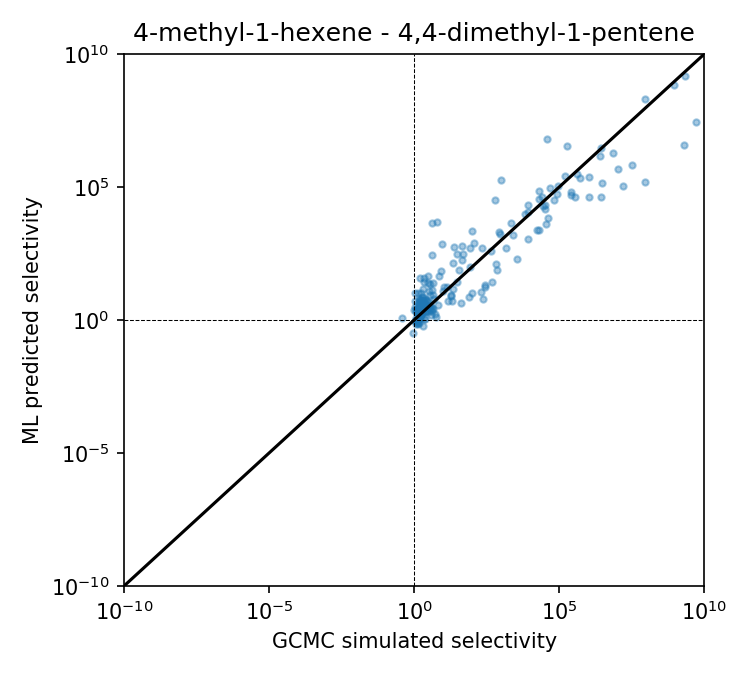 4-methyl-1-hexene - 4,4-dimethyl-1-pentene
ML predicted selectivity
10¹⁰
10⁵
10⁰
10⁻⁵
10⁻¹⁰
10⁻¹⁰ 10⁻⁵ 10⁰ 10⁵ 10¹⁰
GCMC simulated selectivity